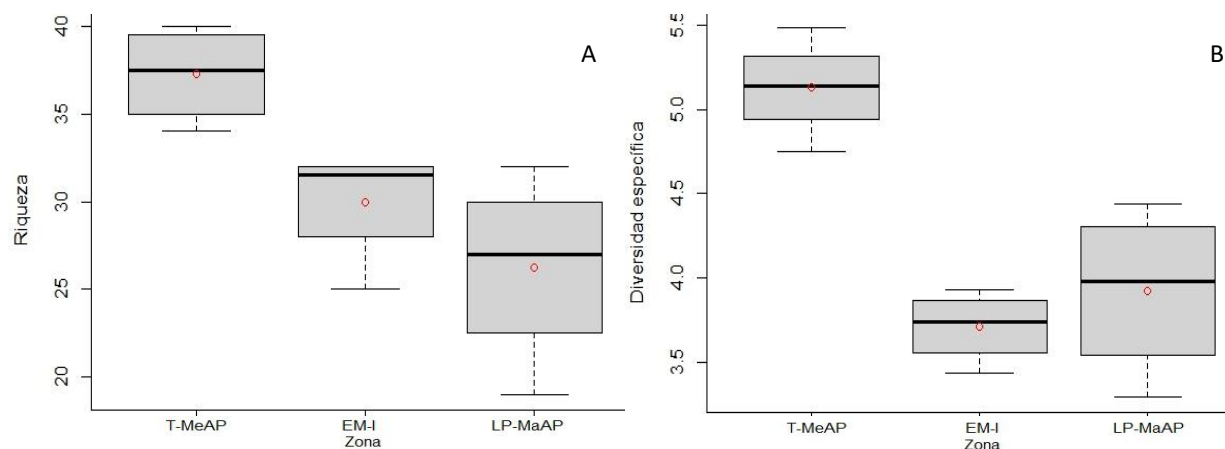 A
Riqueza
40
35
30
25
20
T-MeAP EM-I LP-MaAP
Zona
B
Diversidad específica
5.5
5.0
4.5
4.0
3.5
T-MeAP EM-I LP-MaAP
Zona